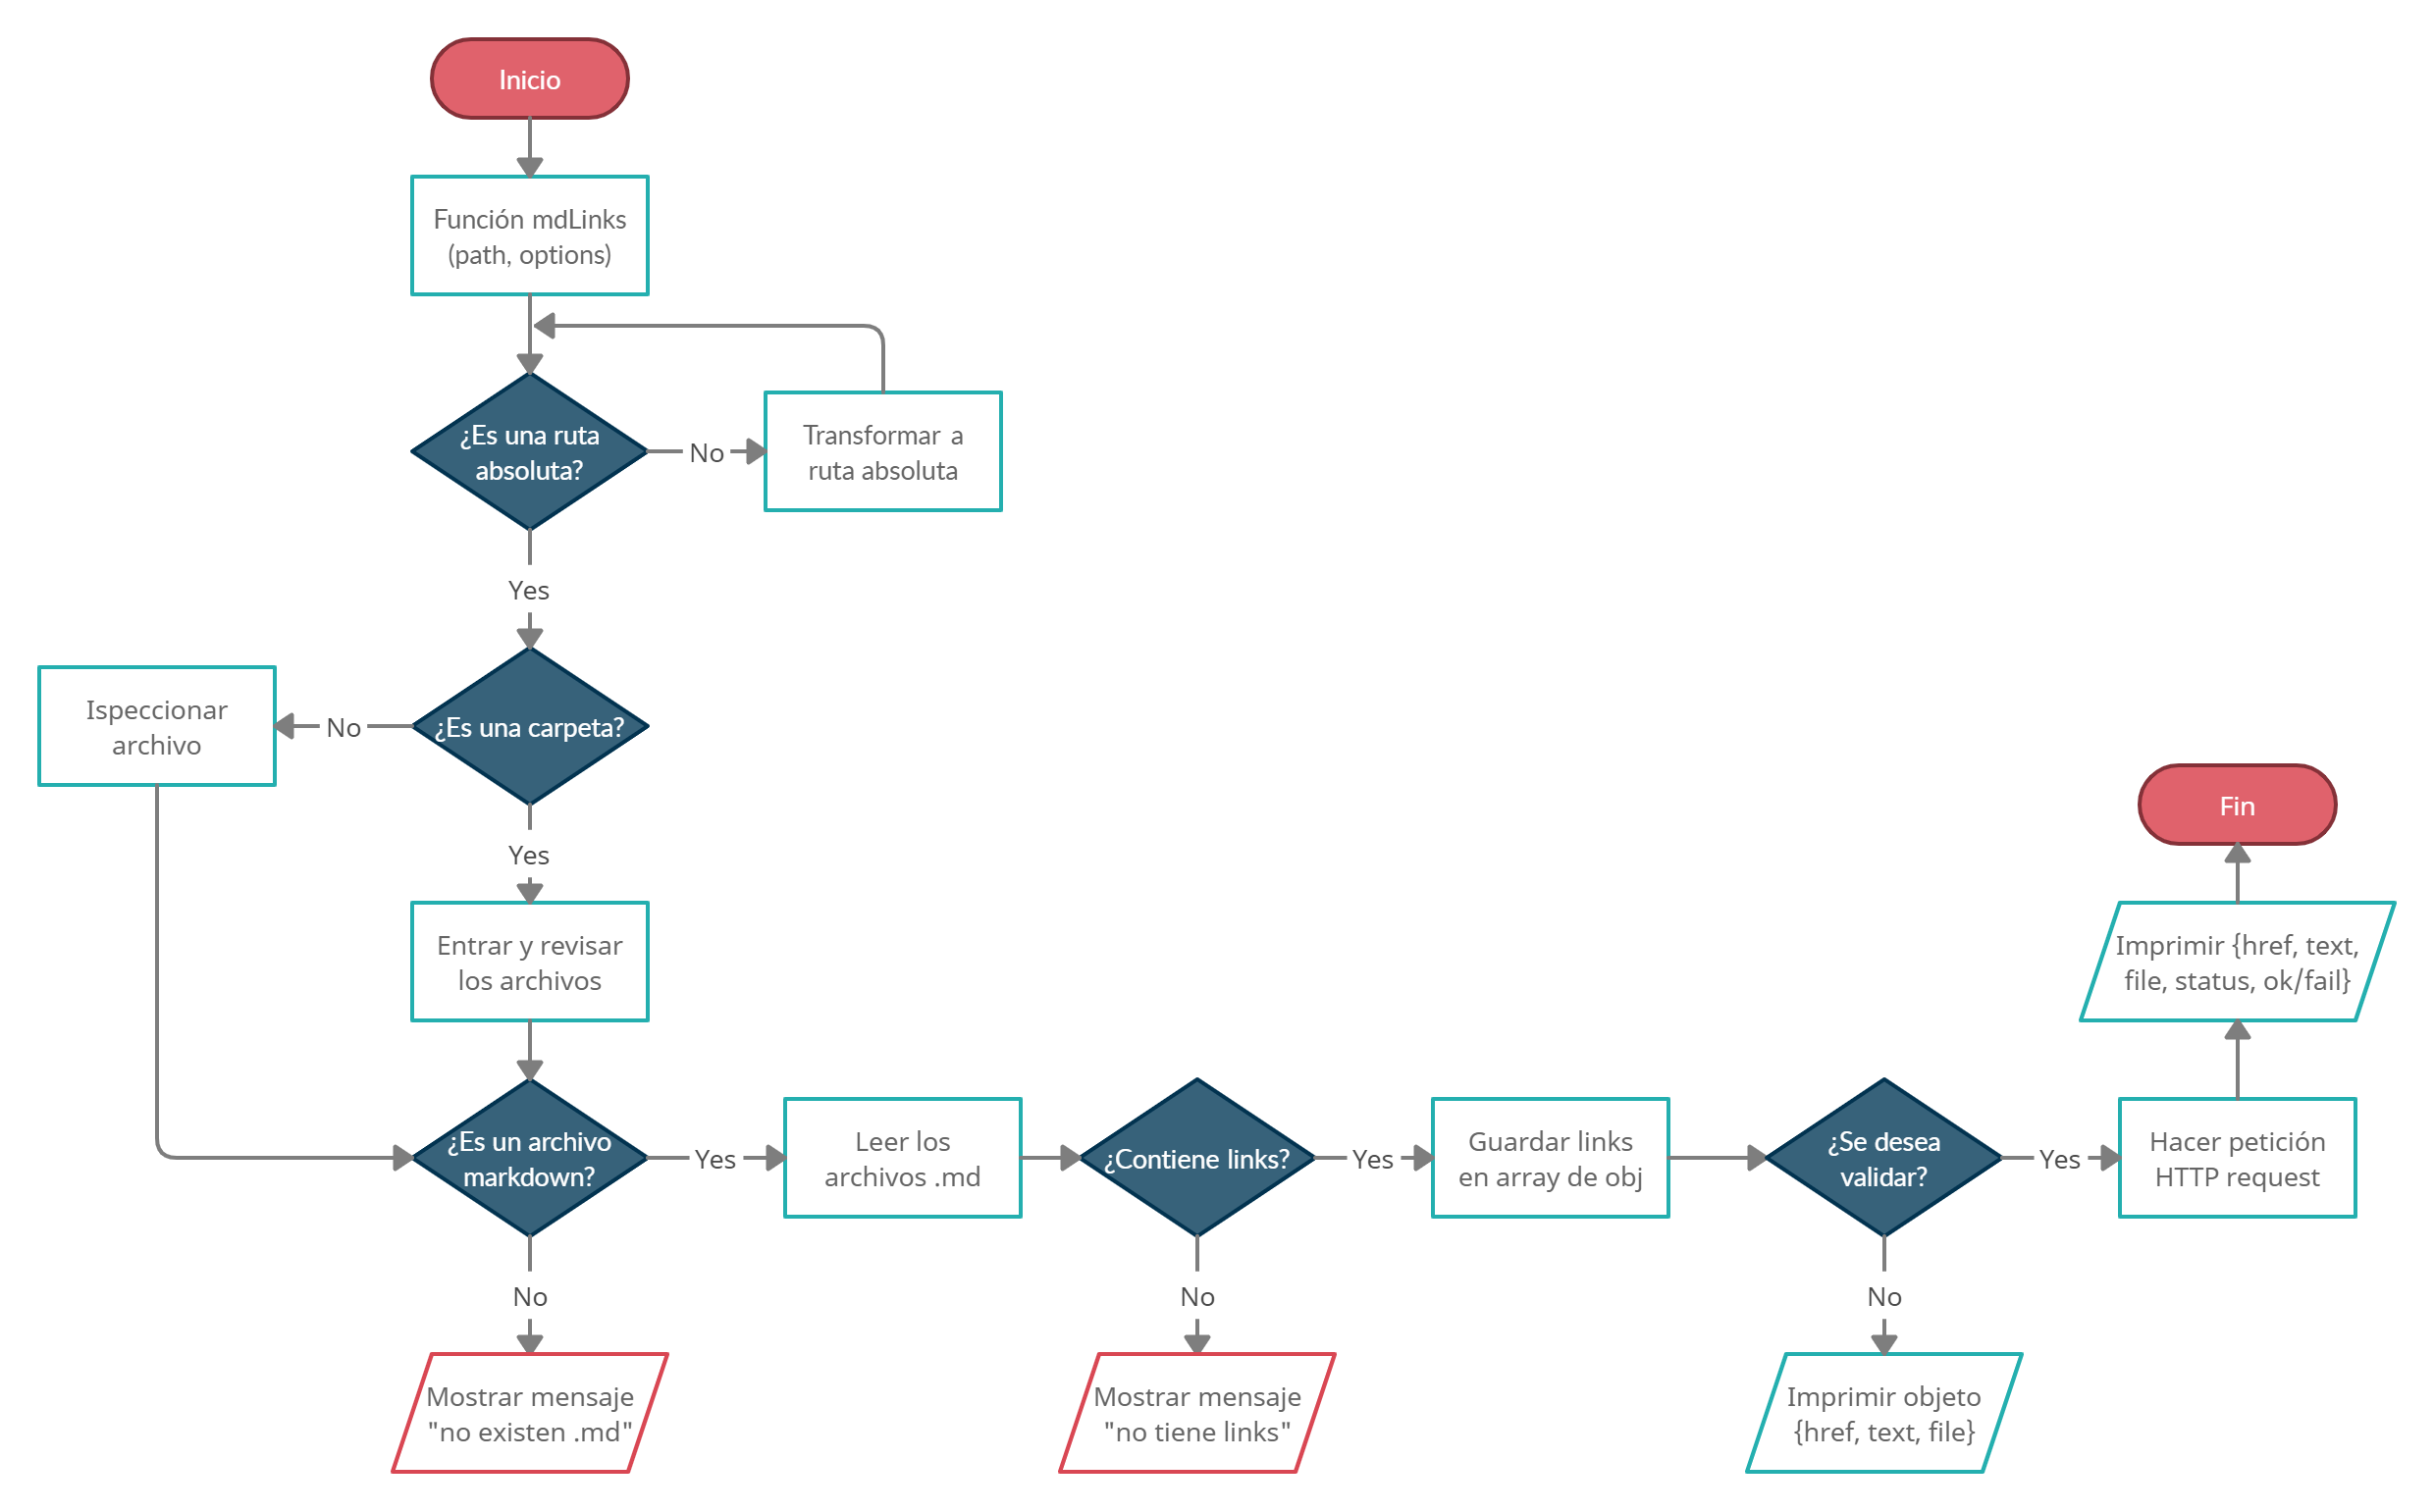 Inicio
Función mdLinks
(path, options)
¿Es una ruta
absoluta?
No
Transformar a
ruta absoluta
Yes
¿Es una carpeta?
No
Ispeccionar
archivo
Yes
Entrar y revisar
los archivos
¿Es un archivo
markdown?
No
Mostrar mensaje
"no existen .md"
Yes
Leer los
archivos .md
¿Contiene links?
No
Mostrar mensaje
"no tiene links"
Yes
Guardar links
en array de obj
¿Se desea
validar?
No
Imprimir objeto
{href, text, file}
Yes
Hacer petición
HTTP request
Imprimir {href, text,
file, status, ok/fail}
Fin